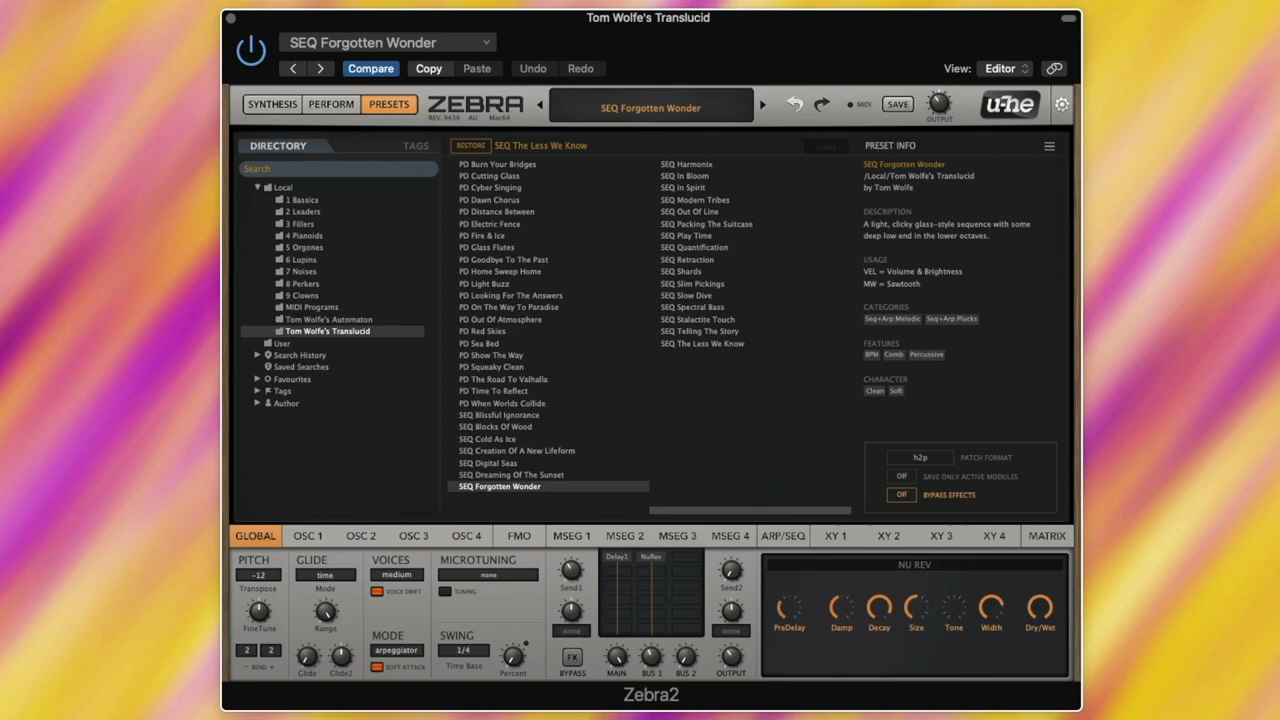 Tom Wolfe's Translucid
SEQ Forgotten Wonder
Compare Copy Paste Undo Redo View: Editor
SYNTHESIS PERFORM PRESETS ZEBRA SEQ Forgotten Wonder MIDI SAVE OUTPUT u-he
REV. 9436 AU Mac64
DIRECTORY TAGS
Search
Local
1 Bassics
2 Leaders
3 Fillers
4 Pianoids
5 Orgones
6 Lupins
7 Noises
8 Perkers
9 Clowns
MIDI Programs
Tom Wolfe's Automaton
Tom Wolfe's Translucid
User
Search History
Saved Searches
Favourites
Tags
Author
RESTORE SEQ The Less We Know ready
PD Burn Your Bridges
PD Cutting Glass
PD Cyber Singing
PD Dawn Chorus
PD Distance Between
PD Electric Fence
PD Fire & Ice
PD Glass Flutes
PD Goodbye To The Past
PD Home Sweep Home
PD Light Buzz
PD Looking For The Answers
PD On The Way To Paradise
PD Out Of Atmosphere
PD Red Skies
PD Sea Bed
PD Show The Way
PD Squeaky Clean
PD The Road To Valhalla
PD Time To Reflect
PD When Worlds Collide
SEQ Blissful Ignorance
SEQ Blocks Of Wood
SEQ Cold As Ice
SEQ Creation Of A New Lifeform
SEQ Digital Seas
SEQ Dreaming Of The Sunset
SEQ Forgotten Wonder
SEQ Harmonix
SEQ In Bloom
SEQ In Spirit
SEQ Modern Tribes
SEQ Out Of Line
SEQ Packing The Suitcase
SEQ Play Time
SEQ Quantification
SEQ Retraction
SEQ Shards
SEQ Slim Pickings
SEQ Slow Dive
SEQ Spectral Bass
SEQ Stalactite Touch
SEQ Telling The Story
SEQ The Less We Know
PRESET INFO
SEQ Forgotten Wonder
/Local/Tom Wolfe's Translucid
by Tom Wolfe
DESCRIPTION
A light, clicky glass-style sequence with some
deep low end in the lower octaves.
USAGE
VEL = Volume & Brightness
MW = Sawtooth
CATEGORIES
Seq+Arp:Melodic Seq+Arp:Plucks
FEATURES
BPM Comb Percussive
CHARACTER
Clean Soft
h2p PATCH FORMAT
Off SAVE ONLY ACTIVE MODULES
Off BYPASS EFFECTS
GLOBAL OSC 1 OSC 2 OSC 3 OSC 4 FMO MSEG 1 MSEG 2 MSEG 3 MSEG 4 ARP/SEQ XY 1 XY 2 XY 3 XY 4 MATRIX
PITCH
-12
Transpose
FineTune
2 2
- BEND +
GLIDE
time
Mode
Range
Glide Glide2
VOICES
medium
VOICE DRIFT
MODE
arpeggiator
SOFT ATTACK
MICROTUNING
none
TUNING
SWING
1/4
Time Base Percent
Send1
none
FX
BYPASS
Delay1 NuRev
MAIN BUS 1 BUS 2 OUTPUT
Send2
none
NU REV
PreDelay Damp Decay Size Tone Width Dry/Wet
Zebra2